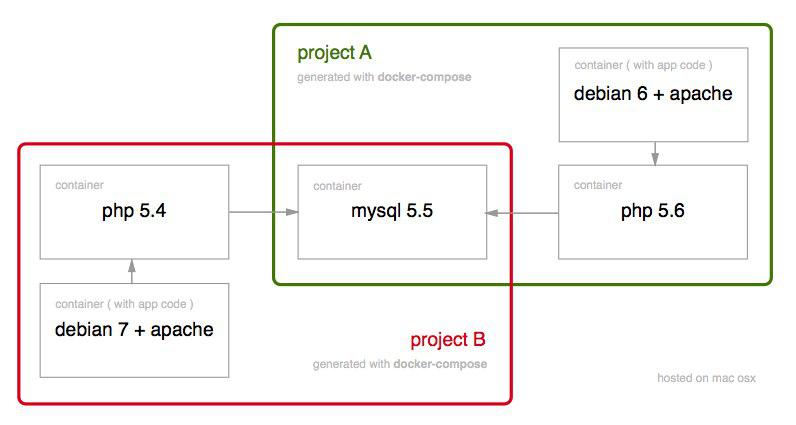 project A
generated with docker-compose
container ( with app code )
debian 6 + apache
container
php 5.4
container
mysql 5.5
container
php 5.6
container ( with app code )
debian 7 + apache
project B
generated with docker-compose
hosted on mac osx